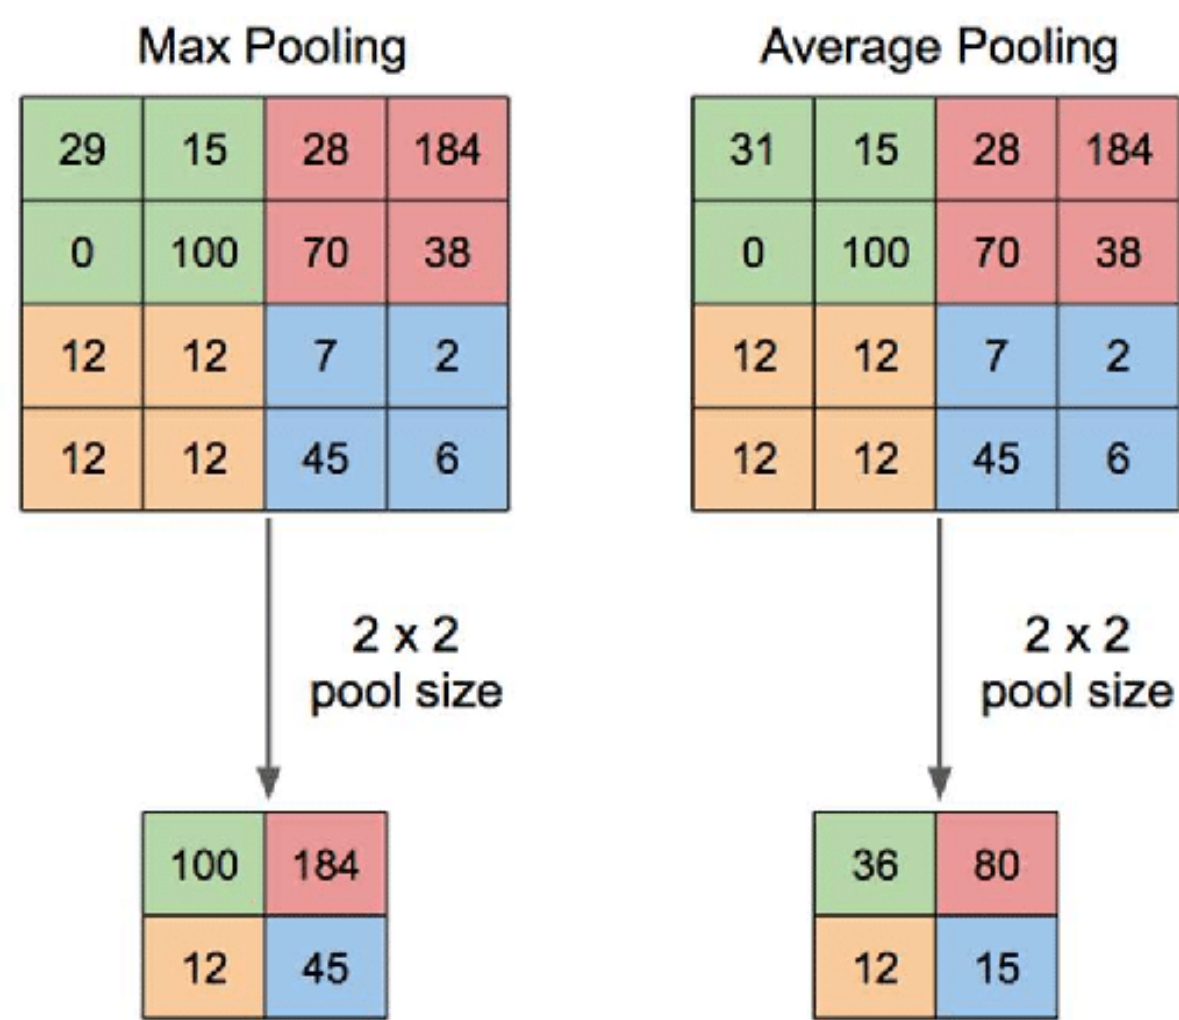 Max Pooling
29 15 28 184
0 100 70 38
12 12 7 2
12 12 45 6
2 x 2
pool size
100 184
12 45
Average Pooling
31 15 28 184
0 100 70 38
12 12 7 2
12 12 45 6
2 x 2
pool size
36 80
12 15